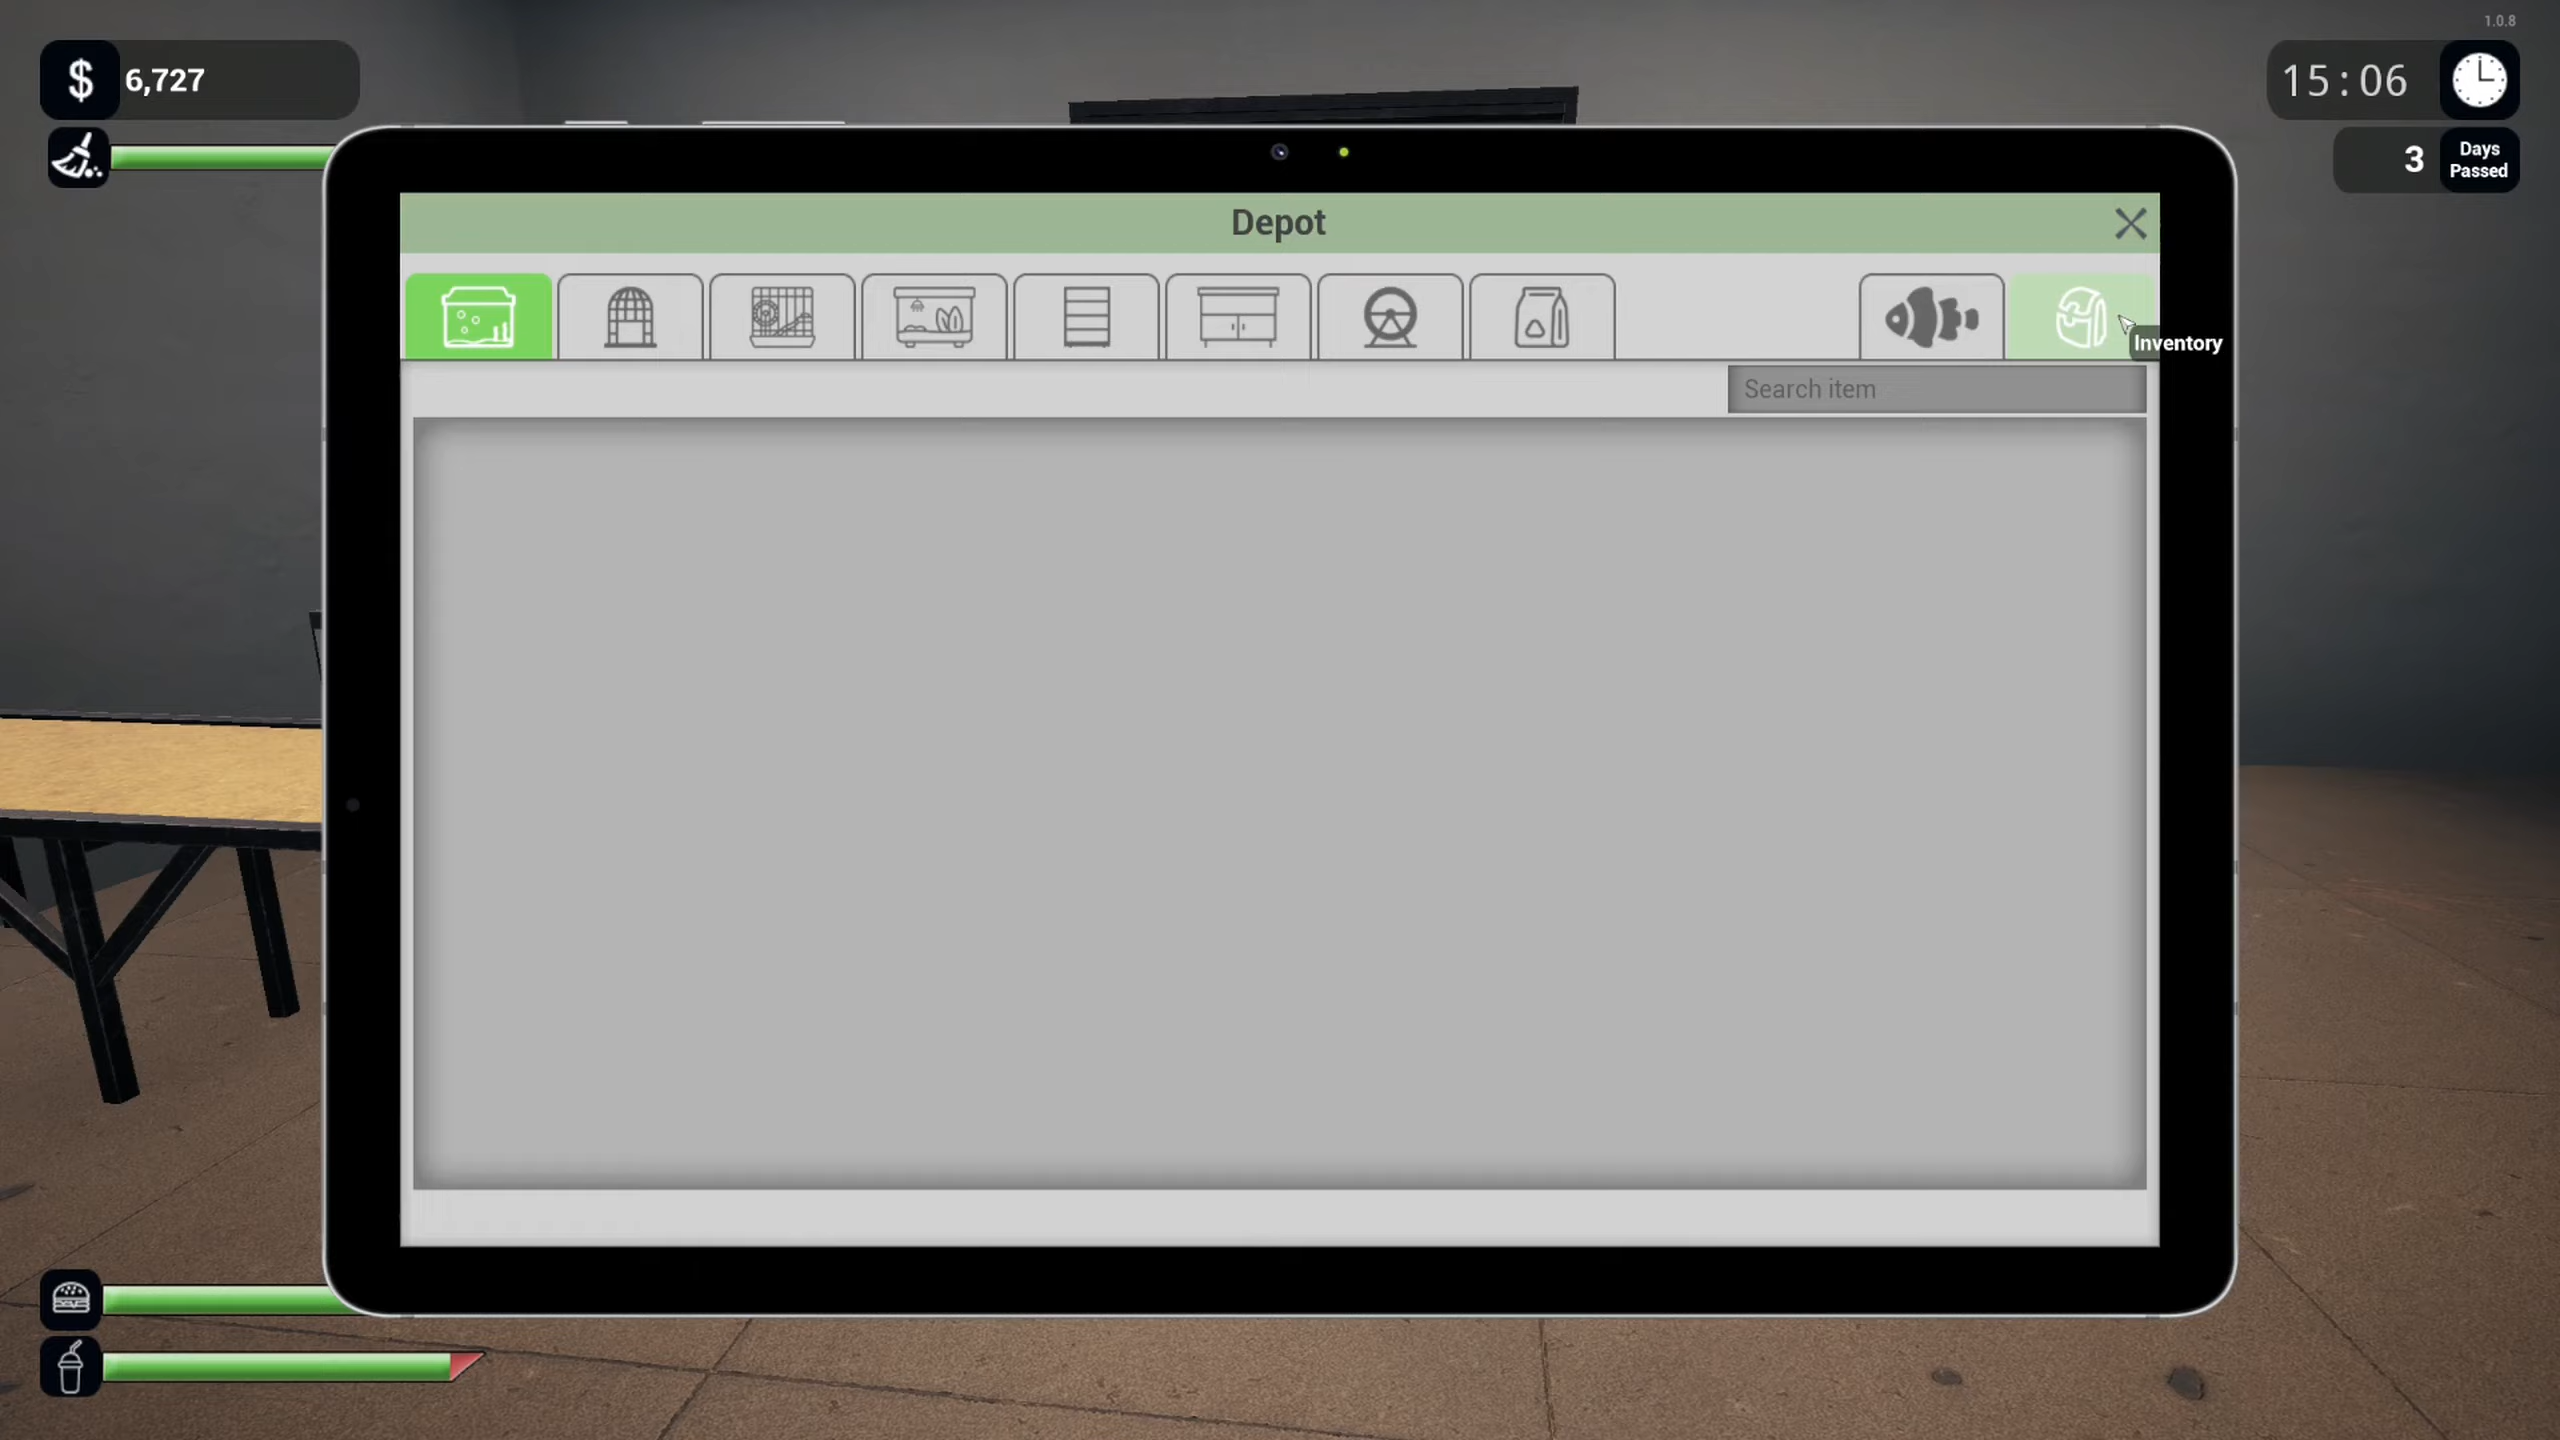 1.0.8
$ 6,727
15:06
3 Days
Passed
Depot
Inventory
Search item